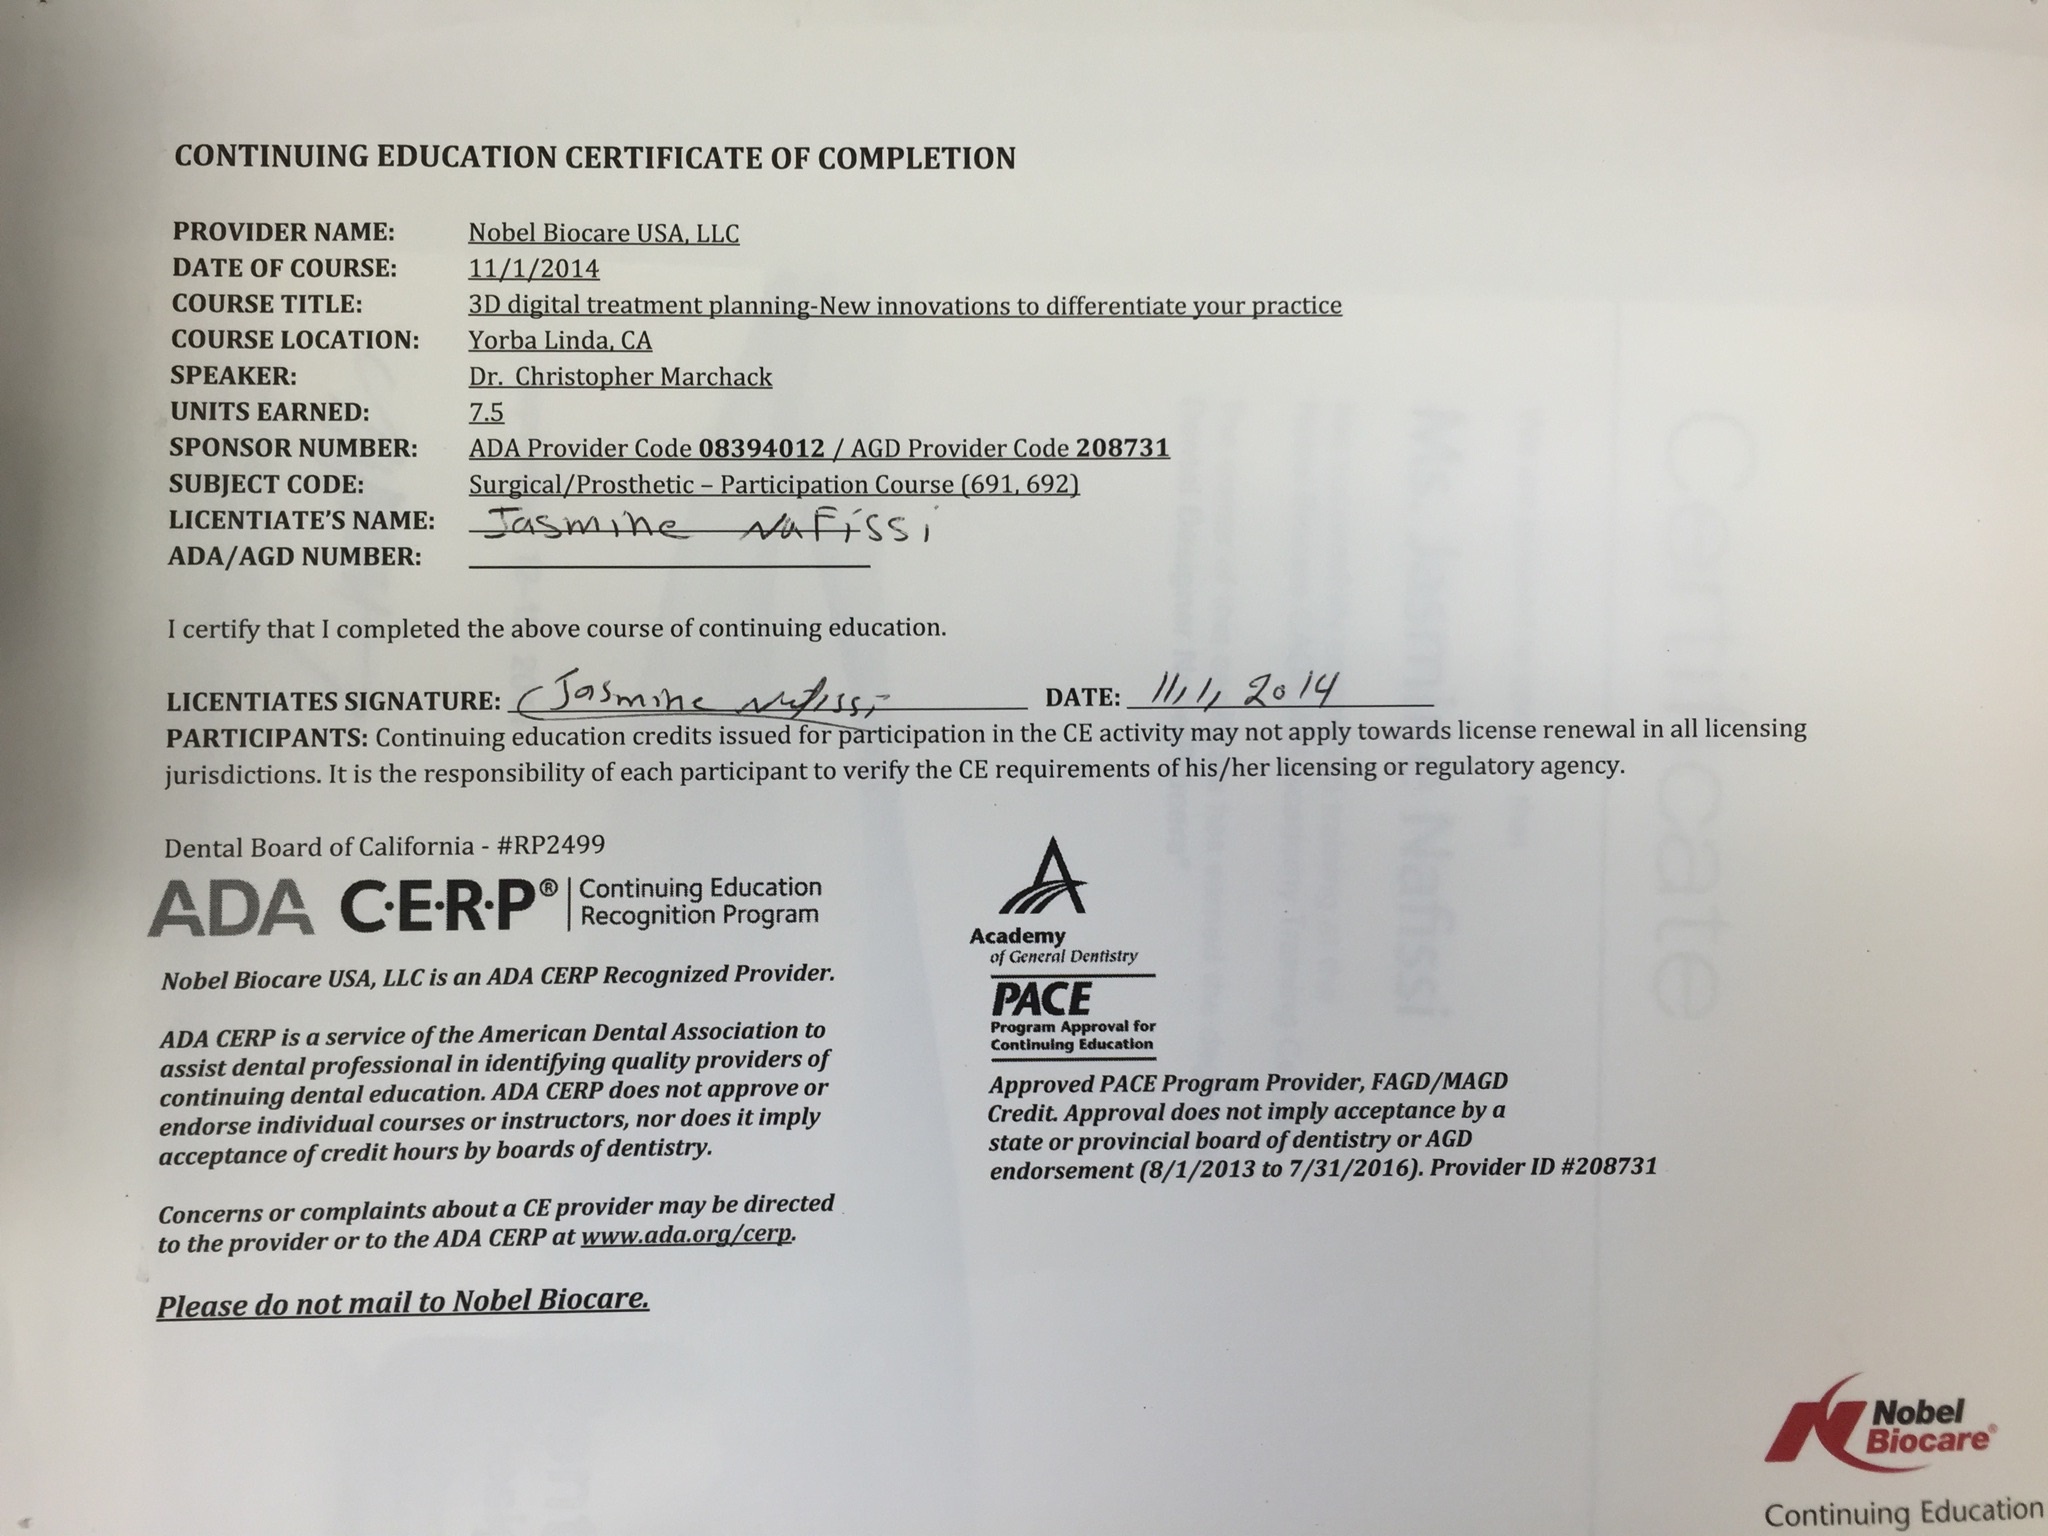 CONTINUING EDUCATION CERTIFICATE OF COMPLETION
PROVIDER NAME: Nobel Biocare USA, LLC
DATE OF COURSE: 11/1/2014
COURSE TITLE: 3D digital treatment planning-New innovations to differentiate your practice
COURSE LOCATION: Yorba Linda, CA
SPEAKER: Dr. Christopher Marchack
UNITS EARNED: 7.5
SPONSOR NUMBER: ADA Provider Code 08394012 / AGD Provider Code 208731
SUBJECT CODE: Surgical/Prosthetic – Participation Course (691, 692)
LICENTIATE'S NAME: Jasmine Nafissi
ADA/AGD NUMBER:
I certify that I completed the above course of continuing education.
LICENTIATES SIGNATURE: Jasmine Nafissi DATE: 11/1/2014
PARTICIPANTS: Continuing education credits issued for participation in the CE activity may not apply towards license renewal in all licensing
jurisdictions. It is the responsibility of each participant to verify the CE requirements of his/her licensing or regulatory agency.
Dental Board of California - #RP2499
ADA C·E·R·P® | Continuing Education
Recognition Program
Nobel Biocare USA, LLC is an ADA CERP Recognized Provider.
ADA CERP is a service of the American Dental Association to
assist dental professional in identifying quality providers of
continuing dental education. ADA CERP does not approve or
endorse individual courses or instructors, nor does it imply
acceptance of credit hours by boards of dentistry.
Concerns or complaints about a CE provider may be directed
to the provider or to the ADA CERP at www.ada.org/cerp.
Please do not mail to Nobel Biocare.
Academy
of General Dentistry
PACE
Program Approval for
Continuing Education
Approved PACE Program Provider, FAGD/MAGD
Credit. Approval does not imply acceptance by a
state or provincial board of dentistry or AGD
endorsement (8/1/2013 to 7/31/2016). Provider ID #208731
Nobel
Biocare®
Continuing Education